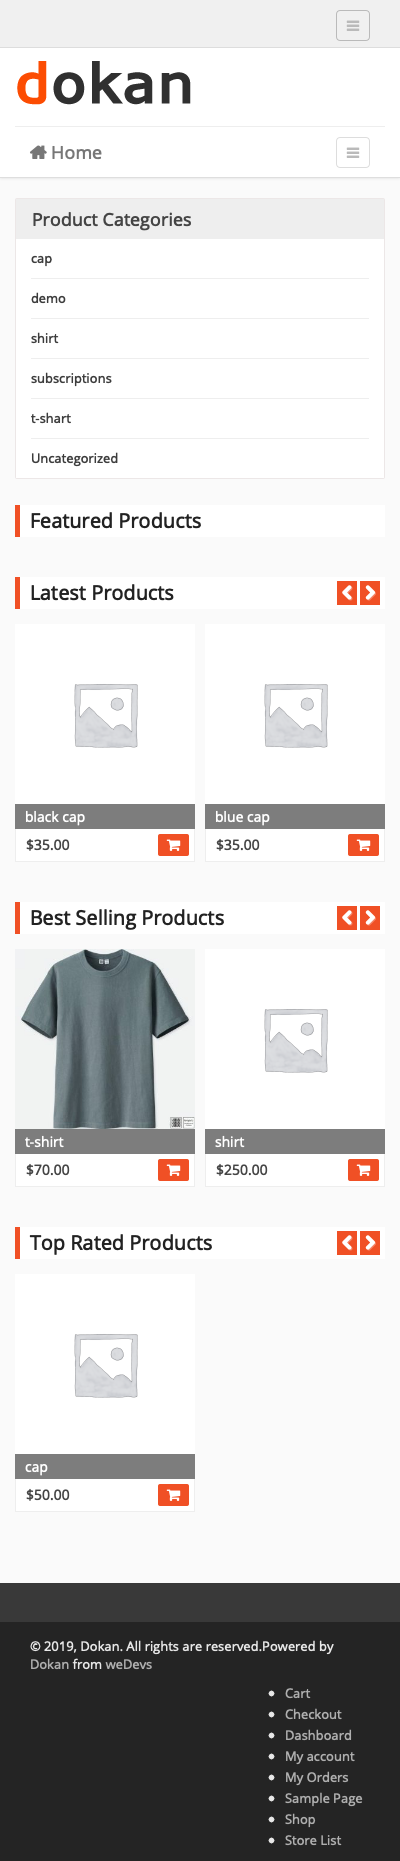 dokan
Home
Product Categories
cap
demo
shirt
subscriptions
t-shart
Uncategorized
Featured Products
Latest Products
black cap
blue cap
$35.00
$35.00
Best Selling Products
t-shirt
shirt
$70.00
$250.00
Top Rated Products
cap
$50.00
© 2019, Dokan. All rights are reserved.Powered by
Dokan from weDevs
Cart
Checkout
Dashboard
My account
My Orders
Sample Page
Shop
Store List